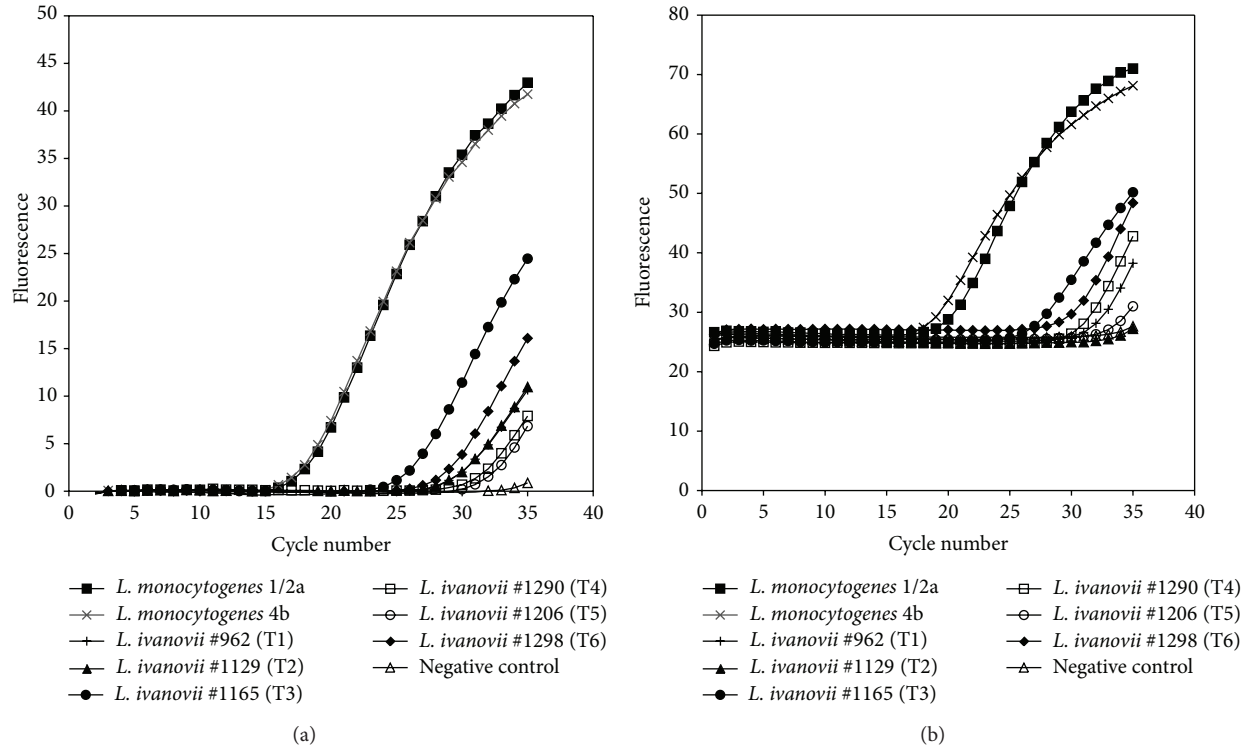 50
45
40
35
30
25
20
15
10
5
0
Fluorescence
0 5 10 15 20 25 30 35 40
Cycle number
L. monocytogenes 1/2a
L. monocytogenes 4b
L. ivanovii #962 (T1)
L. ivanovii #1129 (T2)
L. ivanovii #1165 (T3)
L. ivanovii #1290 (T4)
L. ivanovii #1206 (T5)
L. ivanovii #1298 (T6)
Negative control
(a)
80
70
60
50
40
30
20
10
0
Fluorescence
0 5 10 15 20 25 30 35 40
Cycle number
L. monocytogenes 1/2a
L. monocytogenes 4b
L. ivanovii #962 (T1)
L. ivanovii #1129 (T2)
L. ivanovii #1165 (T3)
L. ivanovii #1290 (T4)
L. ivanovii #1206 (T5)
L. ivanovii #1298 (T6)
Negative control
(b)